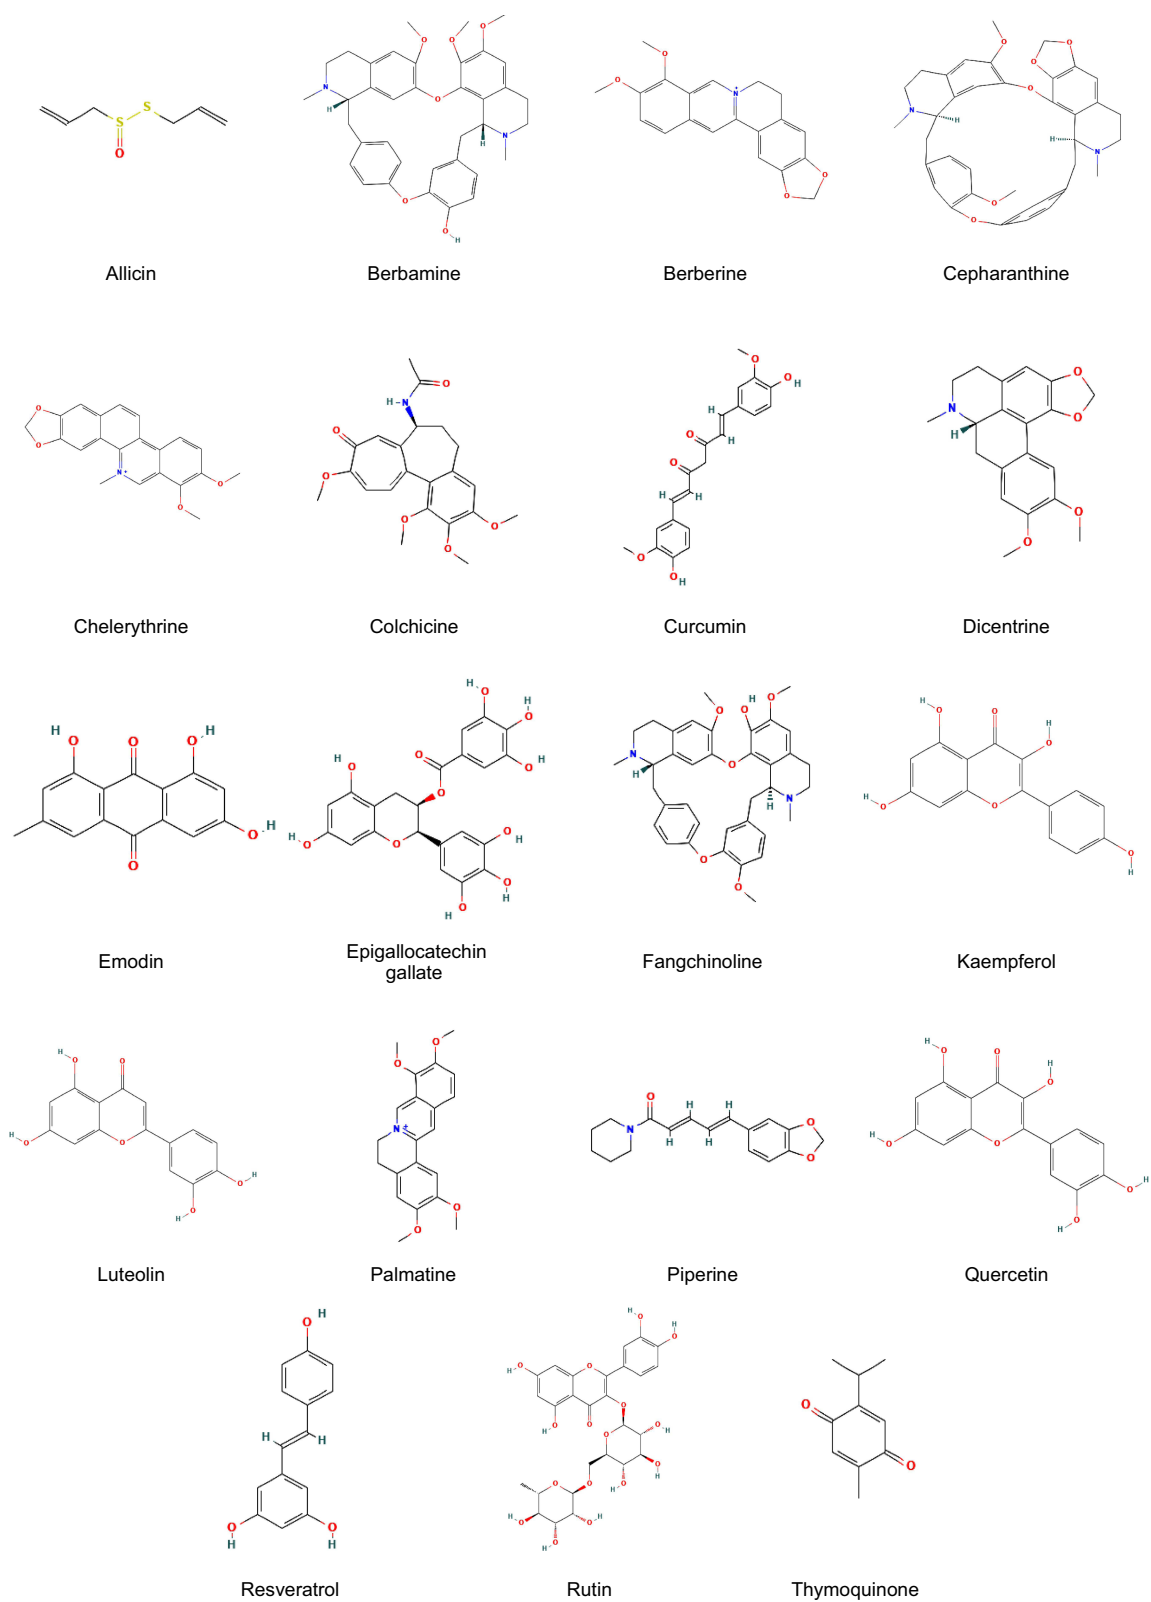 Allicin
Berbamine
Berberine
Cepharanthine
Chelerythrine
Colchicine
Curcumin
Dicentrine
Emodin
Epigallocatechin
gallate
Fangchinoline
Kaempferol
Luteolin
Palmatine
Piperine
Quercetin
Resveratrol
Rutin
Thymoquinone